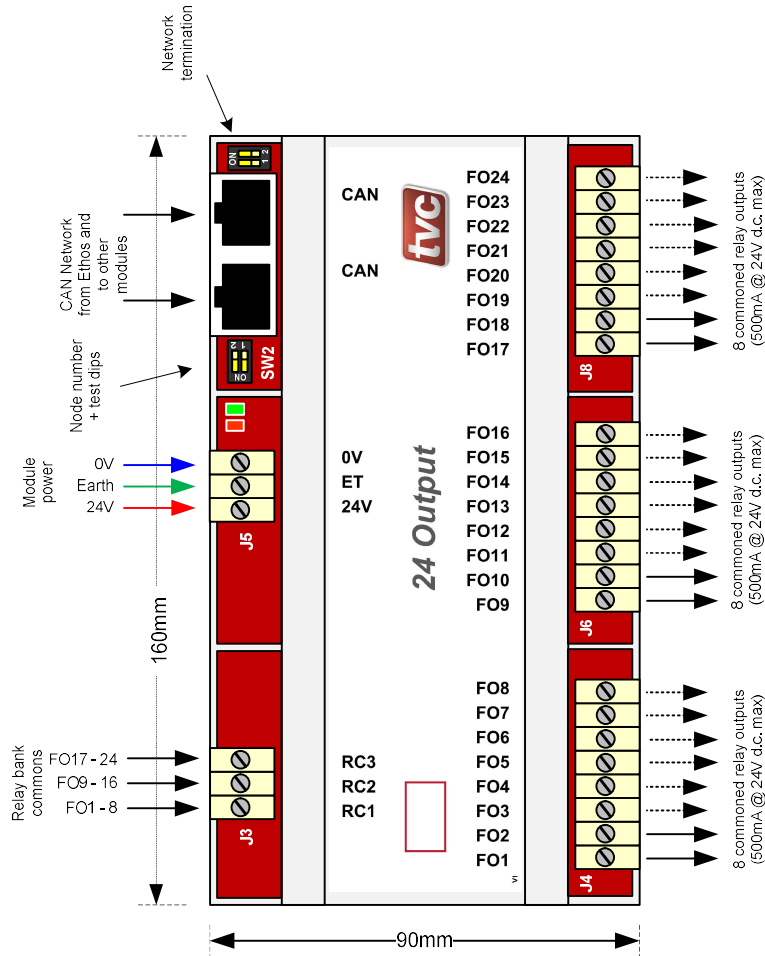 Network
termination
CAN Network
from Ethos and
to other
modules
Node number
+ test dips
Module
power
0V
Earth
24V
160mm
Relay bank
commons
FO17 - 24
FO9 - 16
FO1 - 8
ON
1 2
ON
1 2
SW2
J5
J3
CAN
CAN
0V
ET
24V
RC3
RC2
RC1
tvc
24 Output
V1
FO24
FO23
FO22
FO21
FO20
FO19
FO18
FO17
FO16
FO15
FO14
FO13
FO12
FO11
FO10
FO9
FO8
FO7
FO6
FO5
FO4
FO3
FO2
FO1
J8
J6
J4
8 commoned relay outputs
(500mA @ 24V d.c. max)
8 commoned relay outputs
(500mA @ 24V d.c. max)
8 commoned relay outputs
(500mA @ 24V d.c. max)
90mm